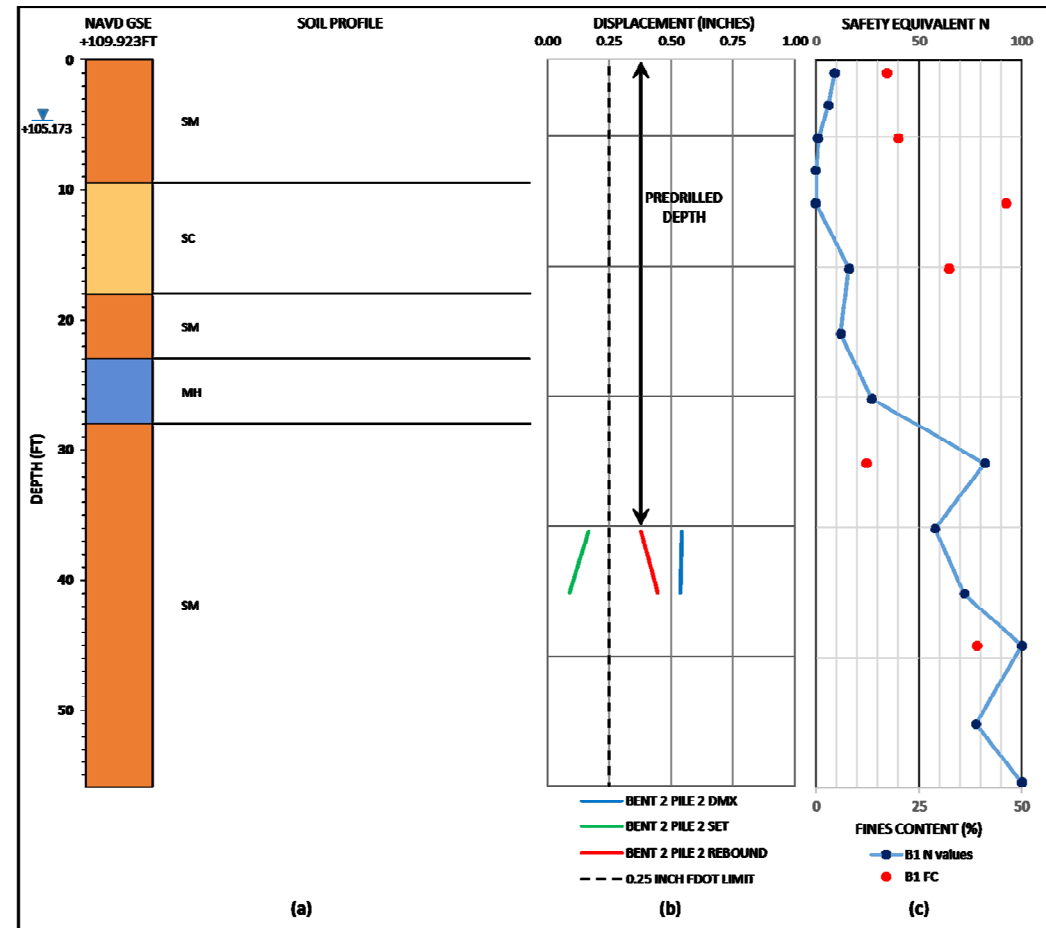 NAVD GSE
+109.923FT
SOIL PROFILE
DISPLACEMENT (INCHES)
SAFETY EQUIVALENT N
0.00 0.25 0.50 0.75 1.00
0 50 100
0
10
20
30
40
50
DEPTH (FT)
+105.173
SM
SC
SM
MH
SM
PREDRILLED
DEPTH
0 25 50
FINES CONTENT (%)
BENT 2 PILE 2 DMX
BENT 2 PILE 2 SET
BENT 2 PILE 2 REBOUND
0.25 INCH FDOT LIMIT
B1 N values
B1 FC
(a)
(b)
(c)